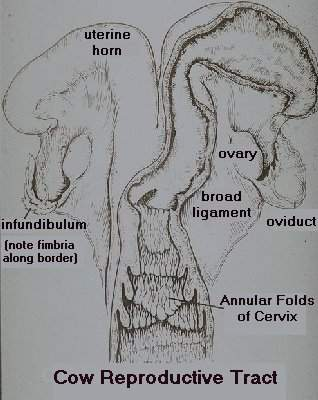 uterine
horn
ovary
broad
ligament
oviduct
infundibulum
(note fimbria
along border)
Annular Folds
of Cervix
Cow Reproductive Tract